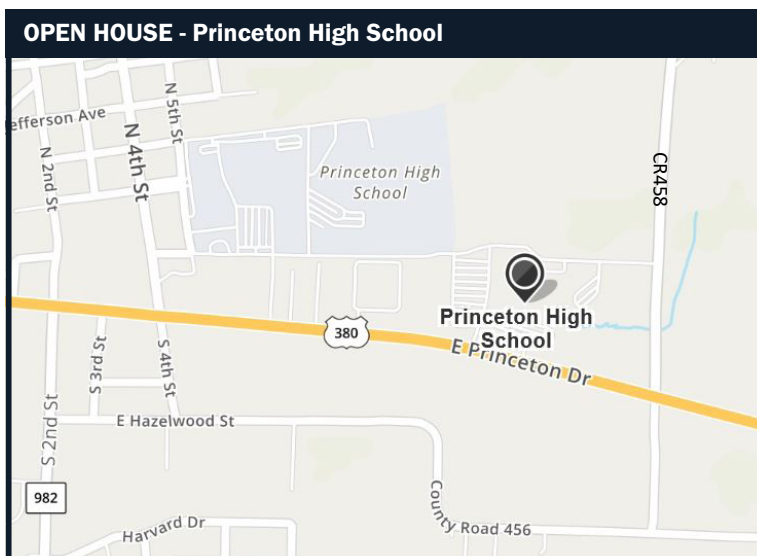 OPEN HOUSE - Princeton High School
N 5th St
Jefferson Ave
N 4th St
N 2nd St
Princeton High
School
CR458
Princeton High
School
380
E Princeton Dr
S 3rd St
S 4th St
S 2nd St
E Hazelwood St
982
Harvard Dr
County Road 456